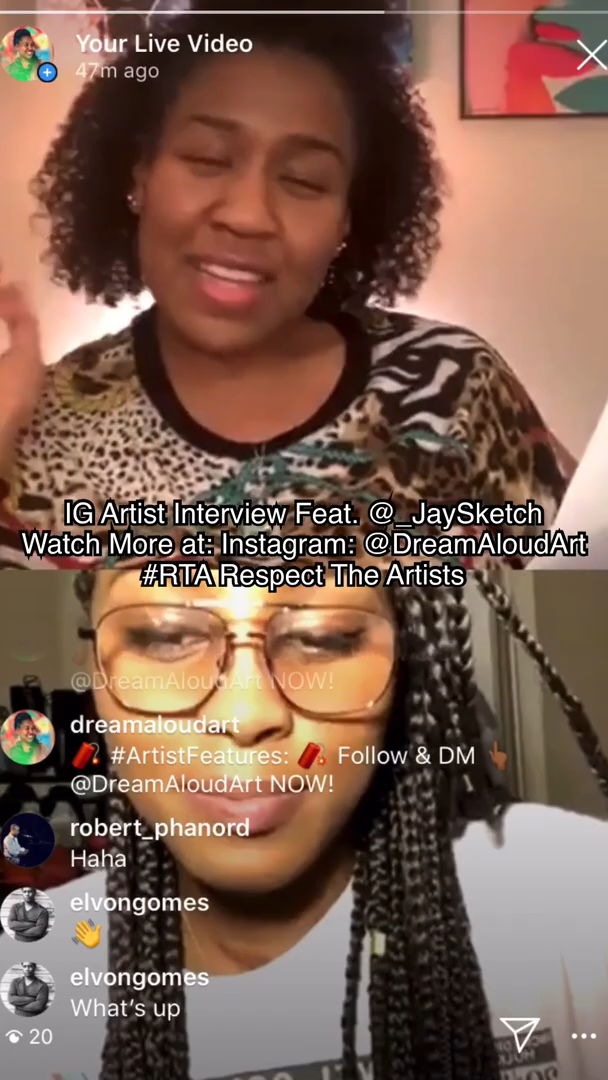 Your Live Video
47m ago
IG Artist Interview Feat. @_JaySketch
Watch More at: Instagram: @DreamAloudArt
#RTA Respect The Artists
@DreamAloudArt NOW!
dreamaloudart
🧨 #ArtistFeatures: 🧨 Follow & DM 👆🏾
@DreamAloudArt NOW!
robert_phanord
Haha
elvongomes
👋
elvongomes
What's up
20